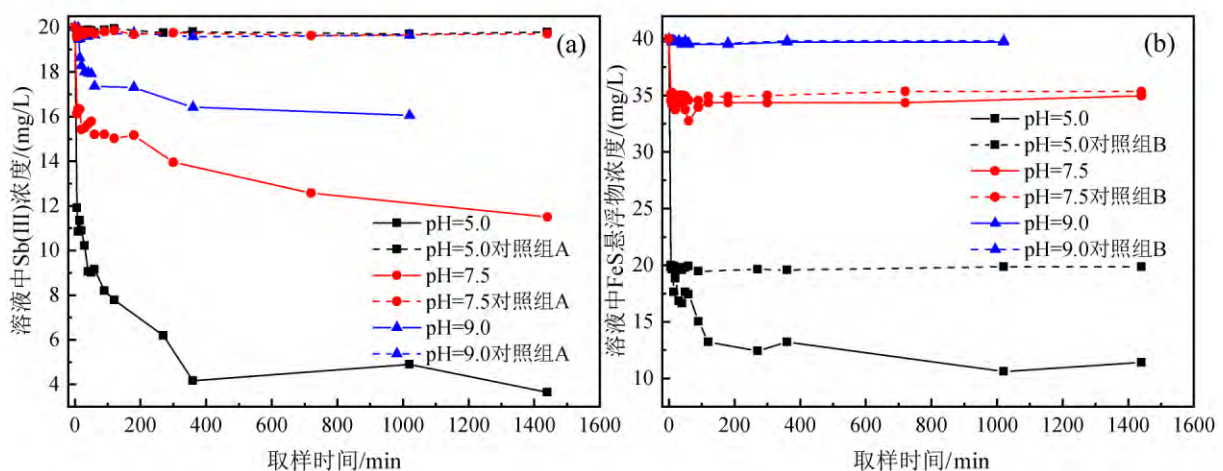 (a)
20
18
16
14
12
10
8
6
4
溶液中Sb(III)浓度/(mg/L)
pH=5.0
pH=5.0对照组A
pH=7.5
pH=7.5对照组A
pH=9.0
pH=9.0对照组A
0 200 400 600 800 1000 1200 1400 1600
取样时间/min
(b)
40
35
30
25
20
15
10
溶液中FeS悬浮物浓度/(mg/L)
pH=5.0
pH=5.0对照组B
pH=7.5
pH=7.5对照组B
pH=9.0
pH=9.0对照组B
0 200 400 600 800 1000 1200 1400 1600
取样时间/min